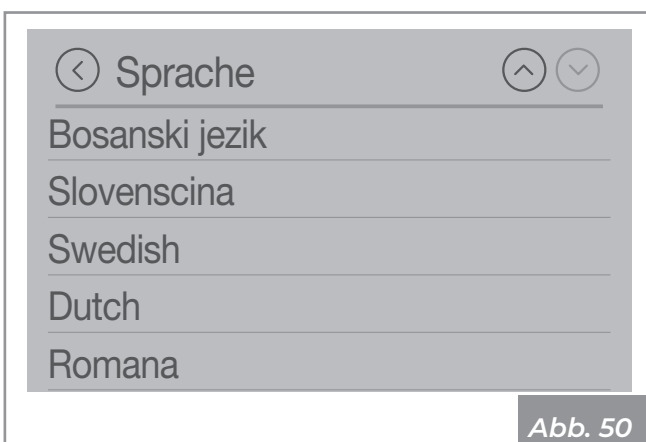 Sprache
Bosanski jezik
Slovenscina
Swedish
Dutch
Romana
Abb. 50